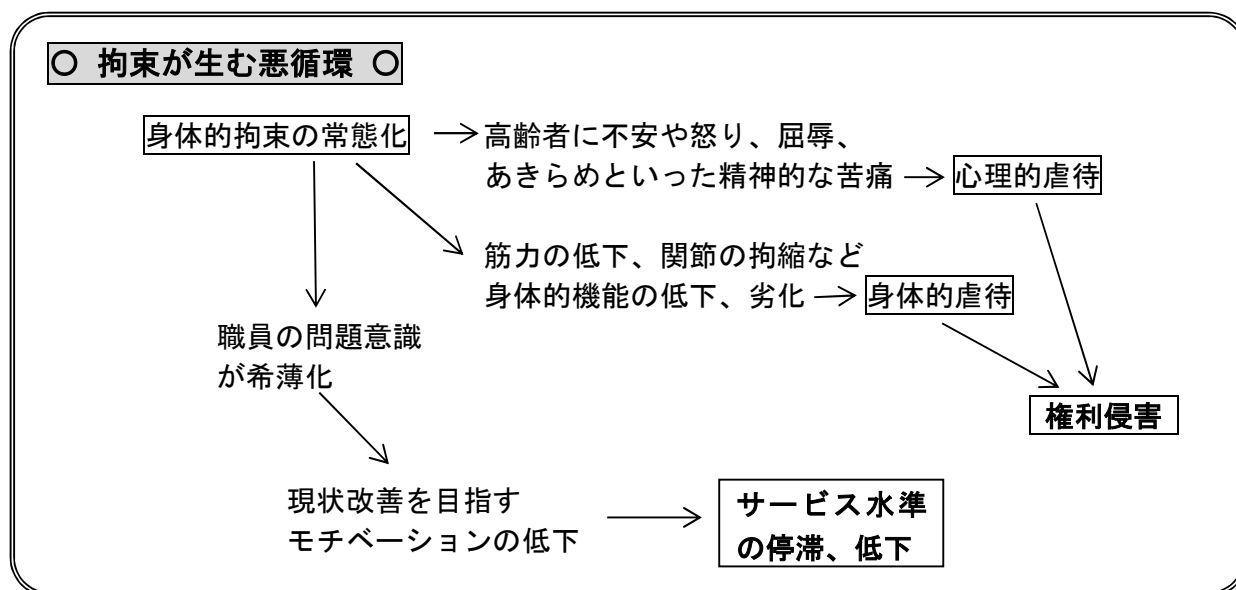 ○ 拘束が生む悪循環 ○
身体的拘束の常態化
高齢者に不安や怒り、屈辱、
あきらめといった精神的な苦痛
心理的虐待
筋力の低下、関節の拘縮など
身体的機能の低下、劣化
身体的虐待
職員の問題意識
が希薄化
権利侵害
現状改善を目指す
モチベーションの低下
サービス水準
の停滞、低下